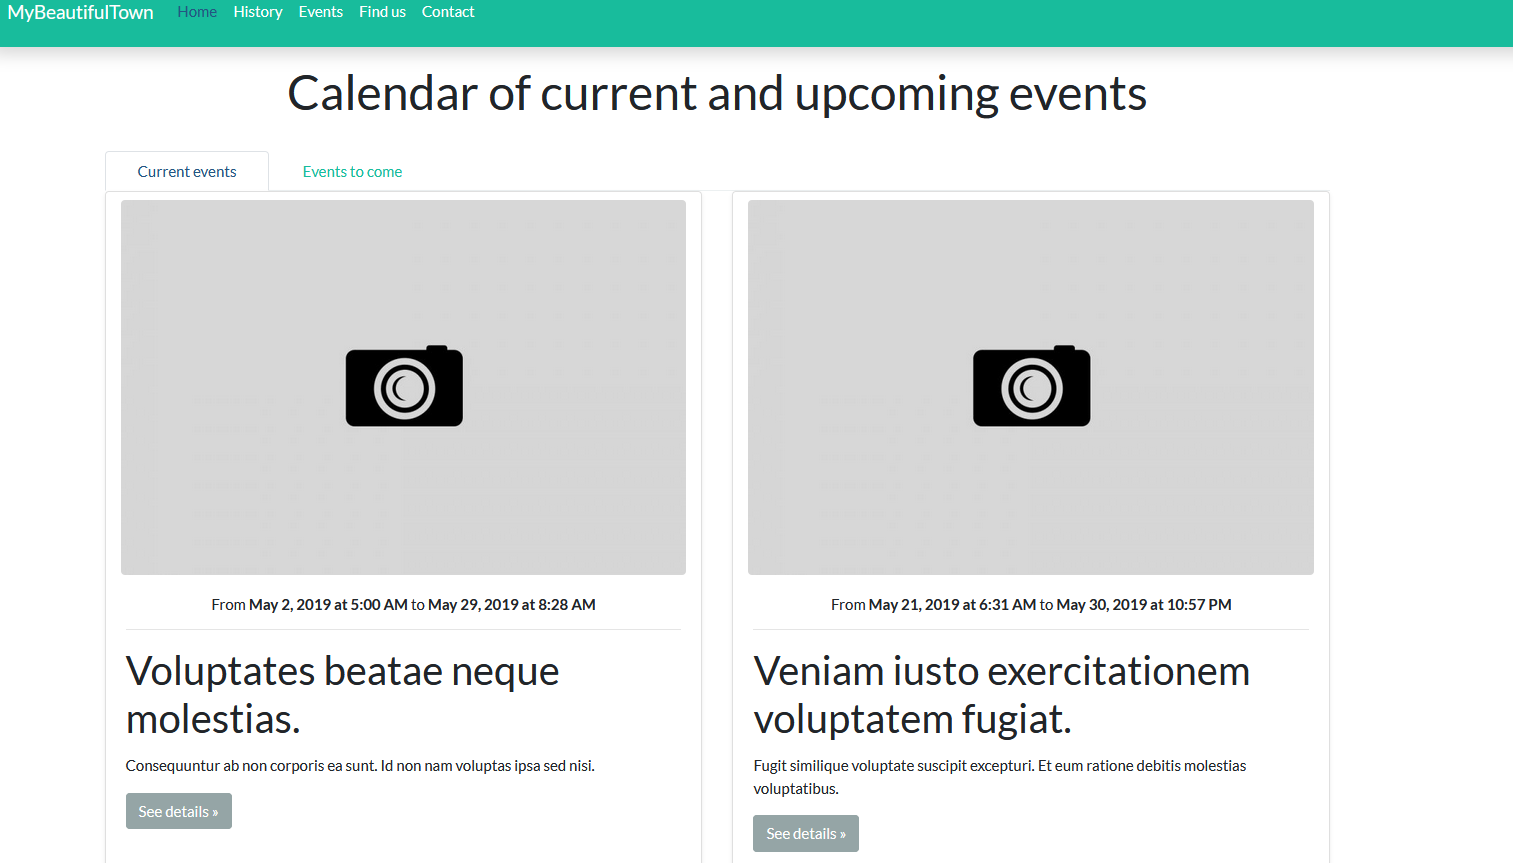 MyBeautifulTown Home History Events Find us Contact
Calendar of current and upcoming events
Current events Events to come
From May 2, 2019 at 5:00 AM to May 29, 2019 at 8:28 AM
Voluptates beatae neque
molestias.
Consequuntur ab non corporis ea sunt. Id non nam voluptas ipsa sed nisi.
See details »
From May 21, 2019 at 6:31 AM to May 30, 2019 at 10:57 PM
Veniam iusto exercitationem
voluptatem fugiat.
Fugit similique voluptate suscipit excepturi. Et eum ratione debitis molestias
voluptatibus.
See details »